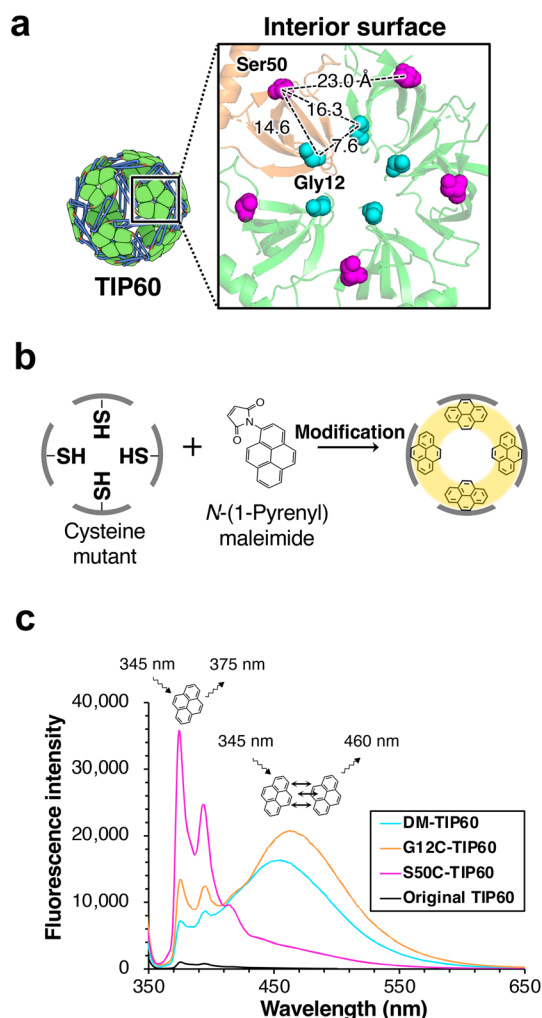 a
Interior surface
Ser50
23.0 Å
16.3
14.6
7.6
Gly12
TIP60
b
HS
SH
HS
SH
+
O
N
O
Modification
Cysteine
mutant
N-(1-Pyrenyl)
maleimide
c
345 nm
375 nm
345 nm
460 nm
Fluorescence intensity
40,000
30,000
20,000
10,000
0
DM-TIP60
G12C-TIP60
S50C-TIP60
Original TIP60
350
450
550
650
Wavelength (nm)